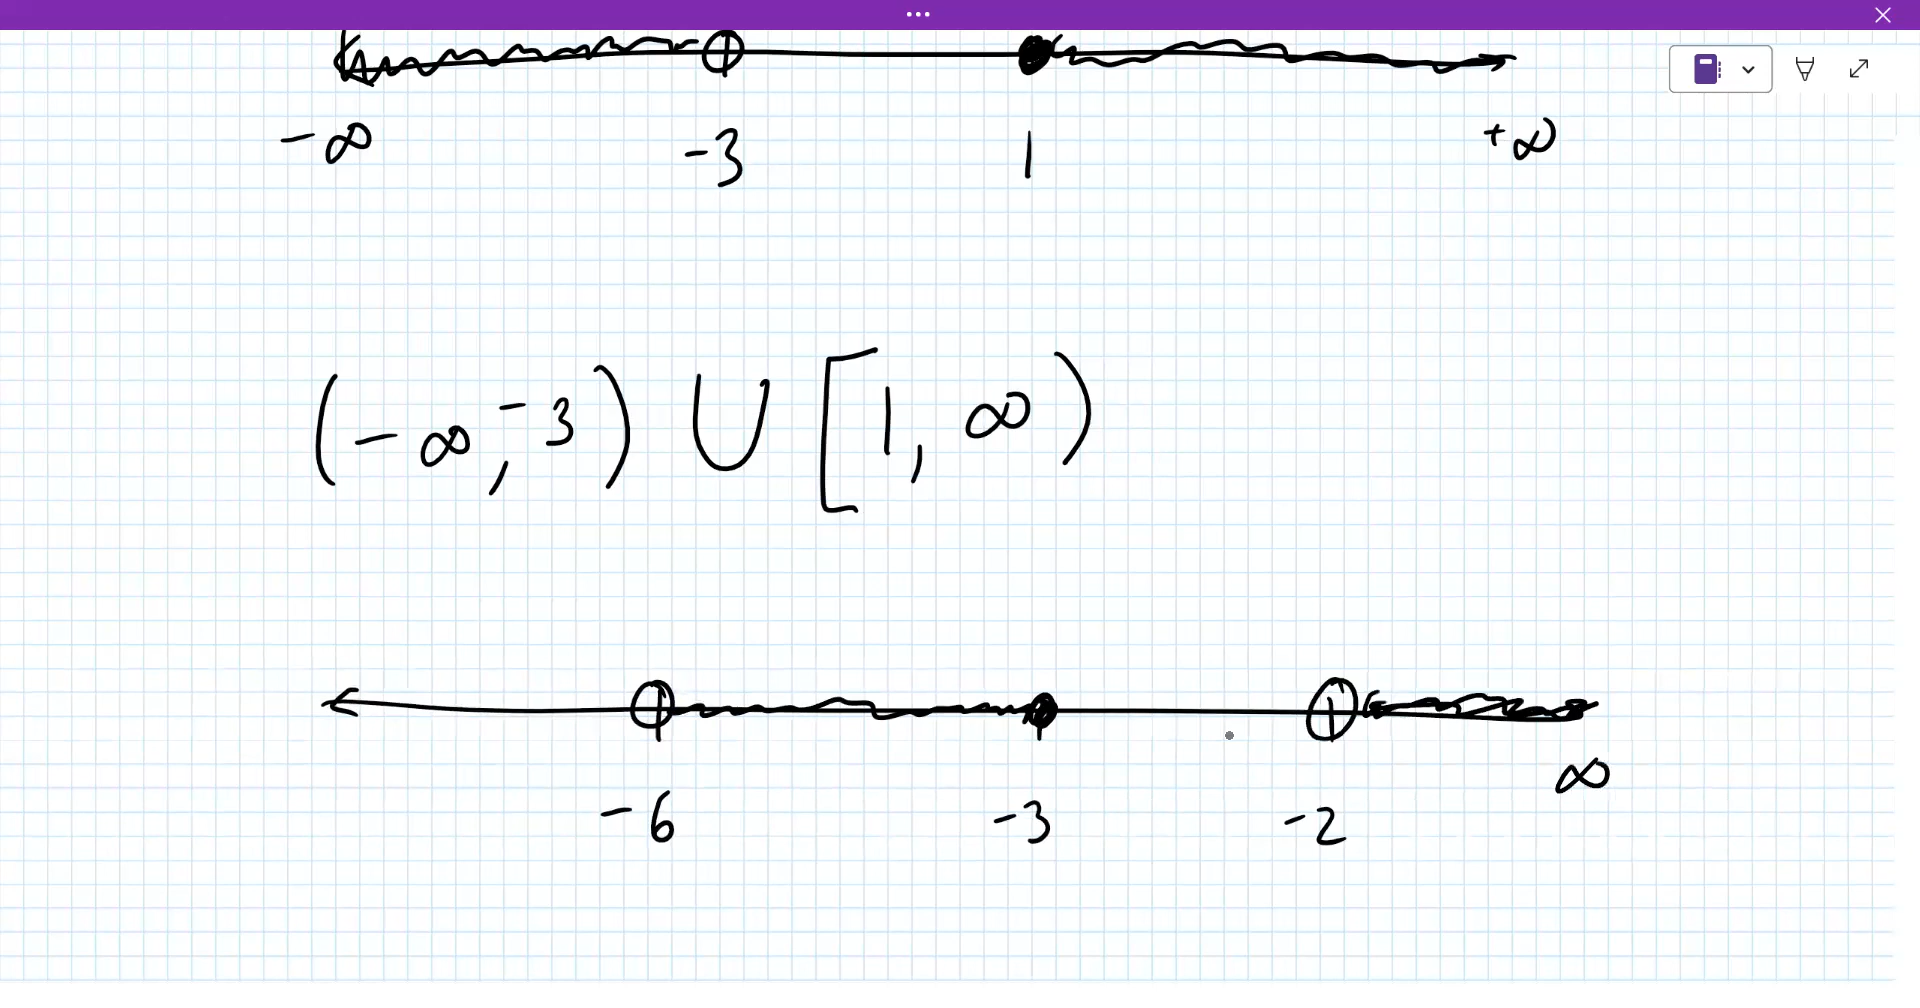 -∞ -3 1 +∞
(-∞, -3) ∪ [1, ∞)
∞
-6 -3 -2